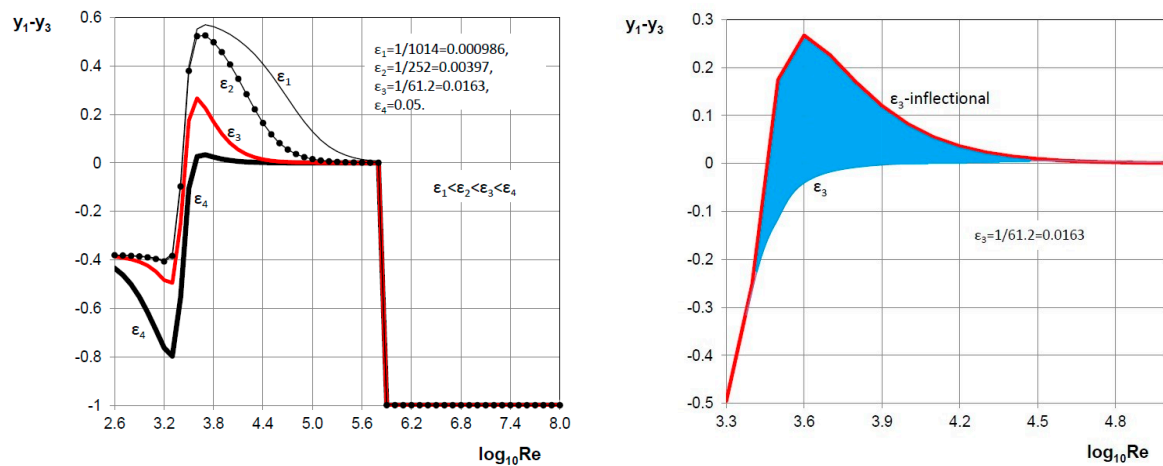 y₁-y₃
0.6
0.4
0.2
0
-0.2
-0.4
-0.6
-0.8
-1
2.6 3.2 3.8 4.4 5.0 5.6 6.2 6.8 7.4 8.0
log₁₀Re
ε₁=1/1014=0.000986,
ε₂=1/252=0.00397,
ε₃=1/61.2=0.0163,
ε₄=0.05.
ε₁
ε₂
ε₃
ε₄
ε₁<ε₂<ε₃<ε₄
ε₄
y₁-y₃
0.3
0.2
0.1
0
-0.1
-0.2
-0.3
-0.4
-0.5
3.3 3.6 3.9 4.2 4.5 4.8
log₁₀Re
ε₃-inflectional
ε₃
ε₃=1/61.2=0.0163